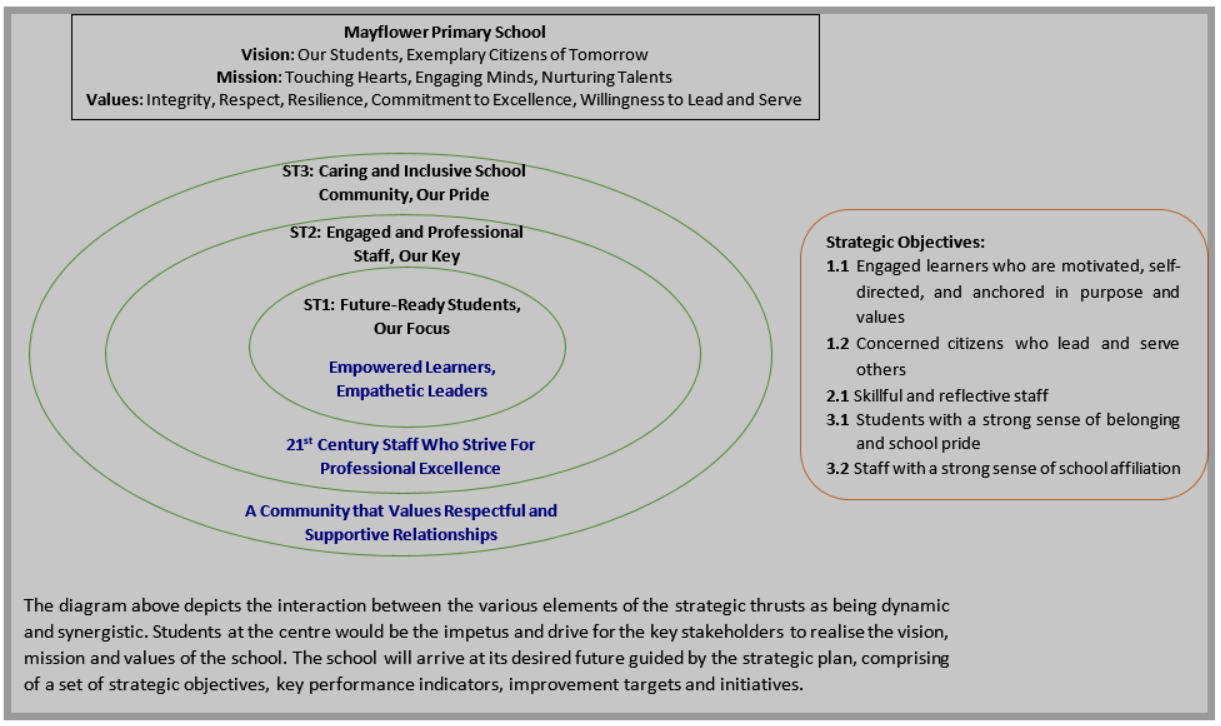 Mayflower Primary School
Vision: Our Students, Exemplary Citizens of Tomorrow
Mission: Touching Hearts, Engaging Minds, Nurturing Talents
Values: Integrity, Respect, Resilience, Commitment to Excellence, Willingness to Lead and Serve
ST3: Caring and Inclusive School
Community, Our Pride
ST2: Engaged and Professional
Staff, Our Key
ST1: Future-Ready Students,
Our Focus
Empowered Learners,
Empathetic Leaders
21st Century Staff Who Strive For
Professional Excellence
A Community that Values Respectful and
Supportive Relationships
Strategic Objectives:
1.1 Engaged learners who are motivated, self-
directed, and anchored in purpose and
values
1.2 Concerned citizens who lead and serve
others
2.1 Skillful and reflective staff
3.1 Students with a strong sense of belonging
and school pride
3.2 Staff with a strong sense of school affiliation
The diagram above depicts the interaction between the various elements of the strategic thrusts as being dynamic
and synergistic. Students at the centre would be the impetus and drive for the key stakeholders to realise the vision,
mission and values of the school. The school will arrive at its desired future guided by the strategic plan, comprising
of a set of strategic objectives, key performance indicators, improvement targets and initiatives.